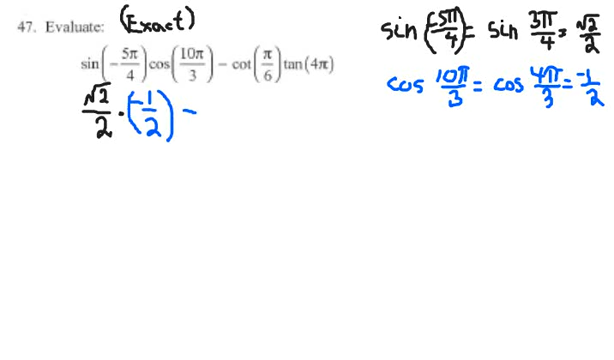 47. Evaluate: (Exact)
sin(-5π/4)cos(10π/3) - cot(π/6)tan(4π)
√2/2 · (-1/2) -
sin(-5π/4) = sin 3π/4 = √2/2
cos 10π/3 = cos 4π/3 = -1/2